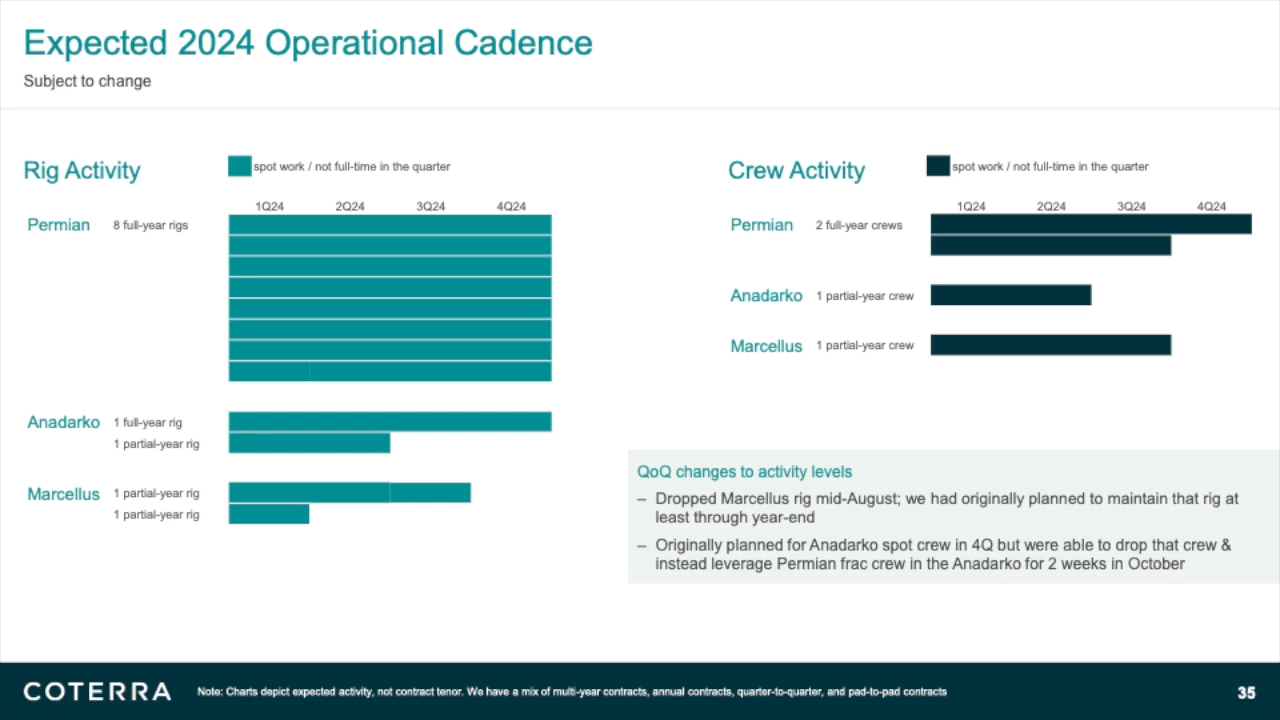 Expected 2024 Operational Cadence
Subject to change
Rig Activity
spot work / not full-time in the quarter
1Q24 2Q24 3Q24 4Q24
Permian 8 full-year rigs
Anadarko 1 full-year rig
1 partial-year rig
Marcellus 1 partial-year rig
1 partial-year rig
Crew Activity
spot work / not full-time in the quarter
1Q24 2Q24 3Q24 4Q24
Permian 2 full-year crews
Anadarko 1 partial-year crew
Marcellus 1 partial-year crew
QoQ changes to activity levels
– Dropped Marcellus rig mid-August; we had originally planned to maintain that rig at
least through year-end
– Originally planned for Anadarko spot crew in 4Q but were able to drop that crew &
instead leverage Permian frac crew in the Anadarko for 2 weeks in October
COTERRA
Note: Charts depict expected activity, not contract tenor. We have a mix of multi-year contracts, annual contracts, quarter-to-quarter, and pad-to-pad contracts
35